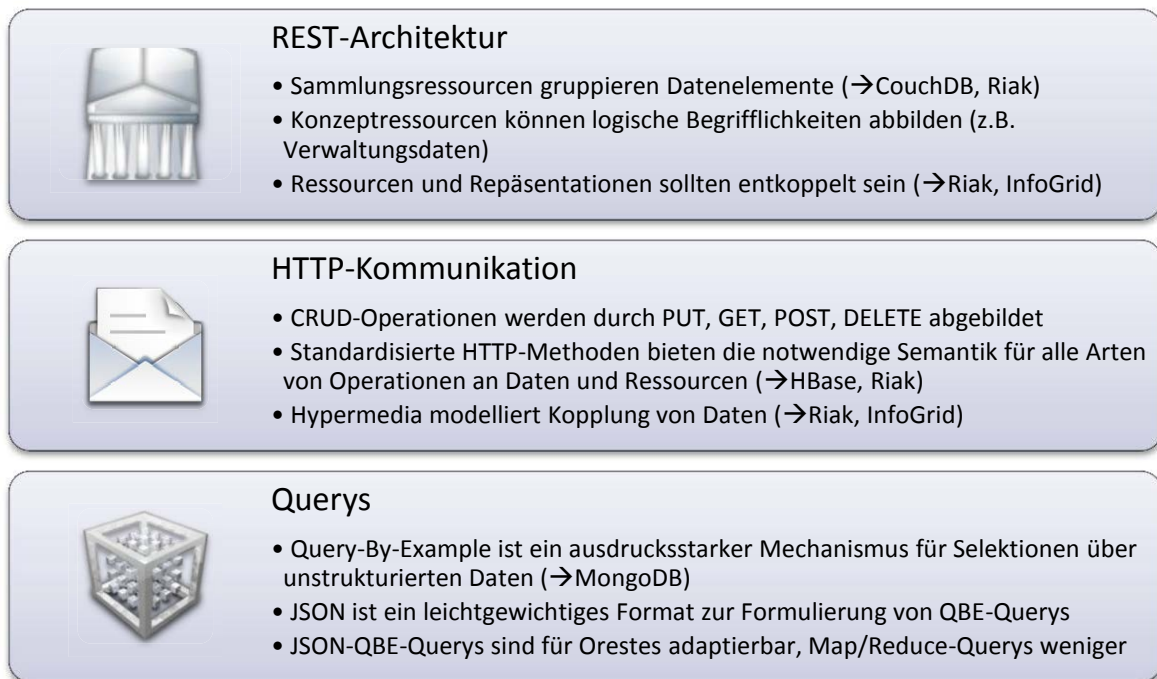 REST-Architektur
• Sammlungsressourcen gruppieren Datenelemente (→CouchDB, Riak)
• Konzeptressourcen können logische Begrifflichkeiten abbilden (z.B.
Verwaltungsdaten)
• Ressourcen und Repäsentationen sollten entkoppelt sein (→Riak, InfoGrid)
HTTP-Kommunikation
• CRUD-Operationen werden durch PUT, GET, POST, DELETE abgebildet
• Standardisierte HTTP-Methoden bieten die notwendige Semantik für alle Arten
von Operationen an Daten und Ressourcen (→HBase, Riak)
• Hypermedia modelliert Kopplung von Daten (→Riak, InfoGrid)
Querys
• Query-By-Example ist ein ausdrucksstarker Mechanismus für Selektionen über
unstrukturierten Daten (→MongoDB)
• JSON ist ein leichtgewichtiges Format zur Formulierung von QBE-Querys
• JSON-QBE-Querys sind für Orestes adaptierbar, Map/Reduce-Querys weniger